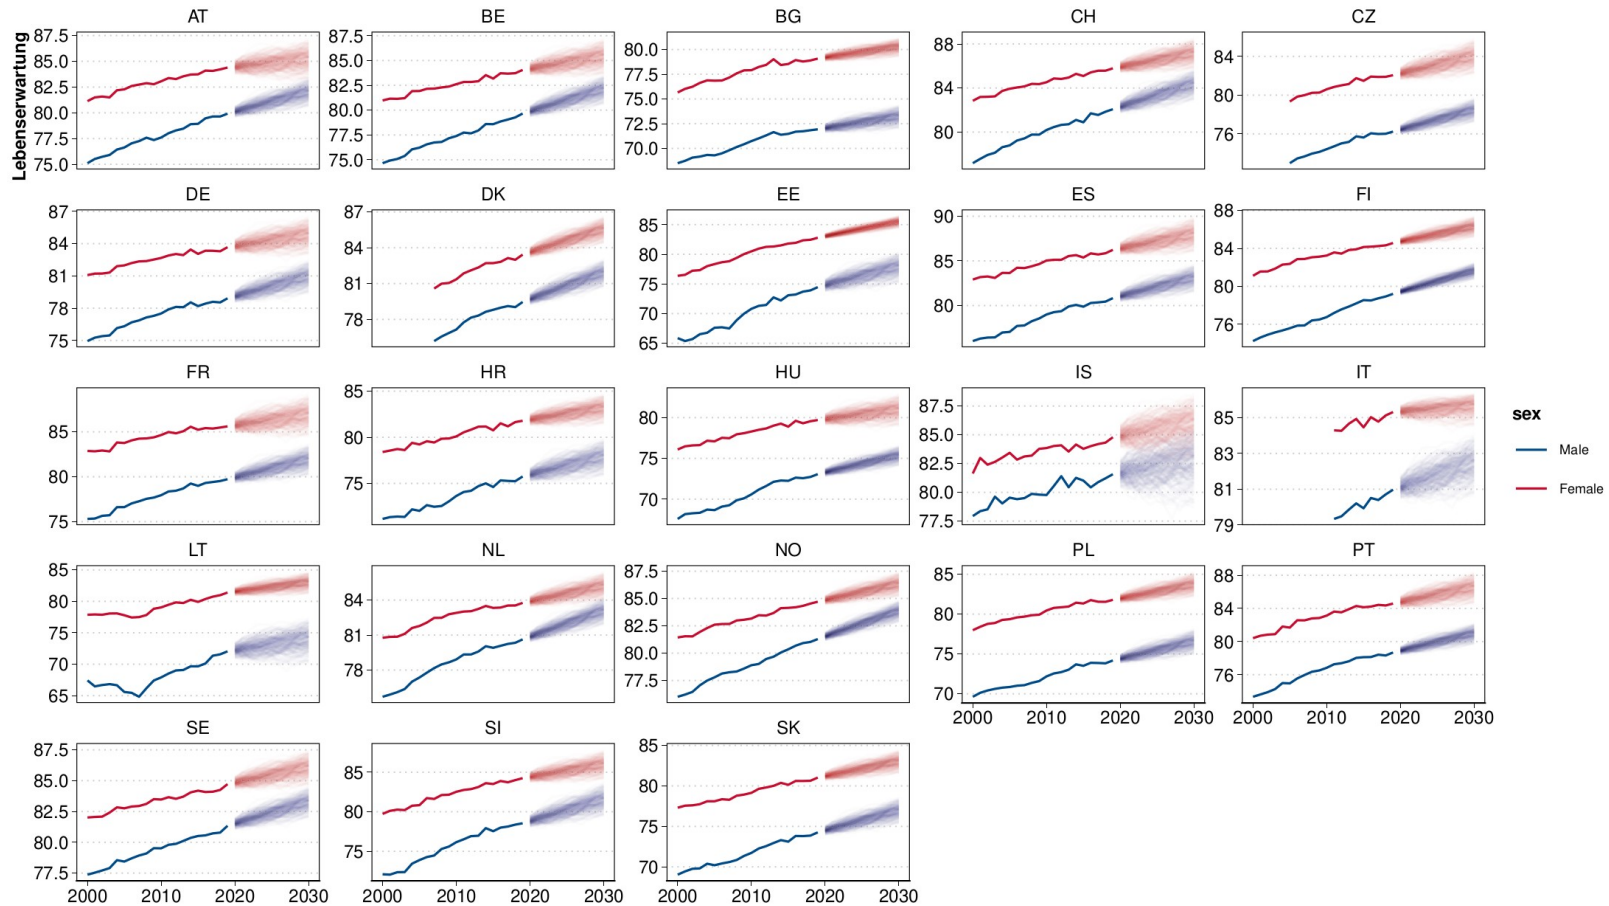 AT BE BG CH CZ
Lebenserwartung
87.5 85.0 82.5 80.0 77.5 75.0
87.5 85.0 82.5 80.0 77.5 75.0
80.0 77.5 75.0 72.5 70.0
88 84 80
84 80 76
DE DK EE ES FI
87 84 81 78 75
87 84 81 78
85 80 75 70 65
90 85 80
88 84 80 76
FR HR HU IS IT
85 80 75
85 80 75
80 75 70
87.5 85.0 82.5 80.0 77.5
85 83 81 79
sex
Male
Female
LT NL NO PL PT
85 80 75 70 65
84 81 78
87.5 85.0 82.5 80.0 77.5
85 80 75 70
88 84 80 76
2000 2010 2020 2030
2000 2010 2020 2030
SE SI SK
87.5 85.0 82.5 80.0 77.5
85 80 75
85 80 75 70
2000 2010 2020 2030
2000 2010 2020 2030
2000 2010 2020 2030